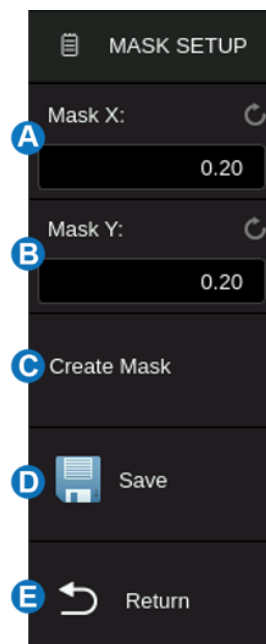 MASK SETUP
Mask X:
A
0.20
Mask Y:
B
0.20
C Create Mask
D Save
E Return